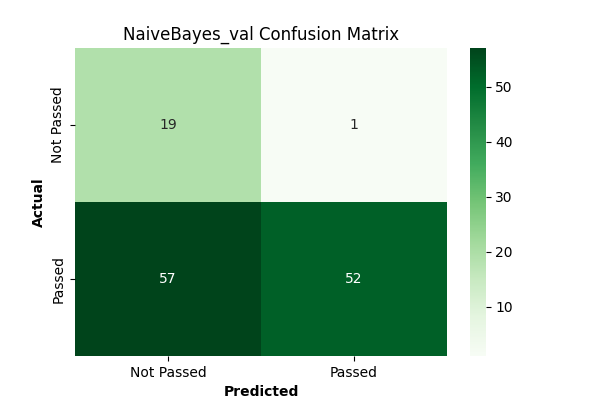 NaiveBayes_val Confusion Matrix
Actual
Not Passed
19
1
Passed
57
52
Not Passed
Passed
Predicted
50
40
30
20
10